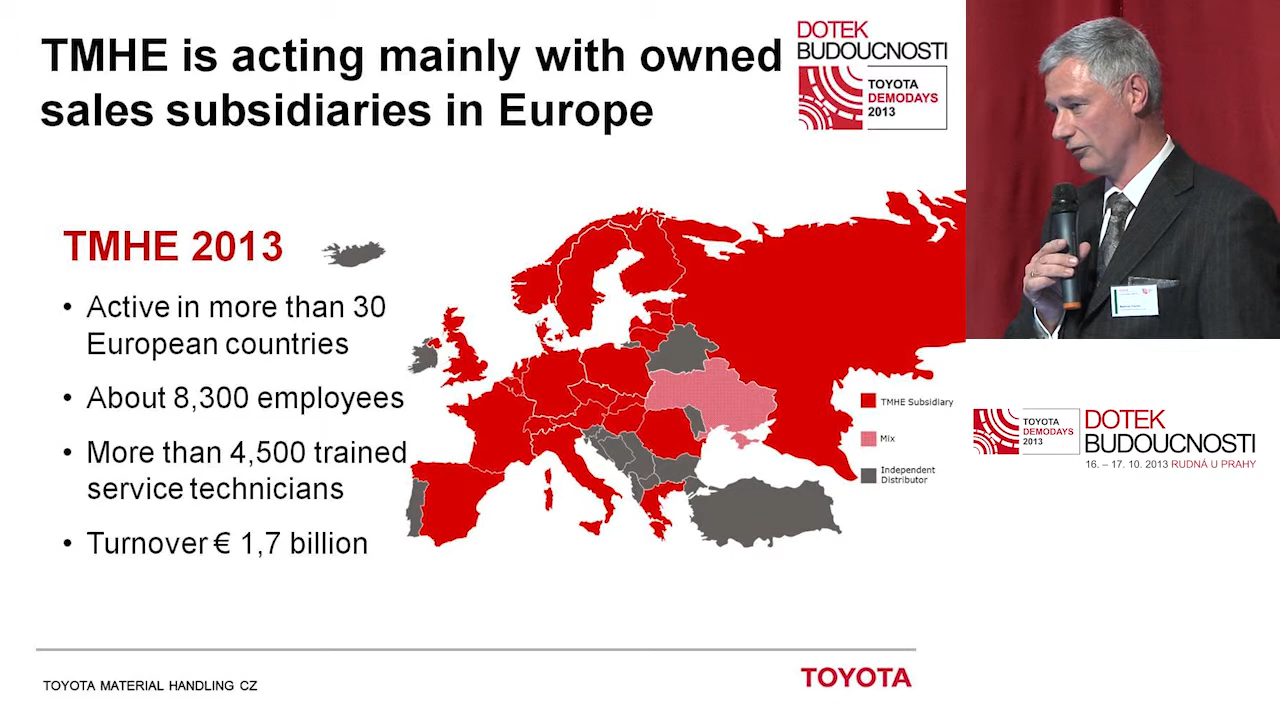 TMHE is acting mainly with owned
sales subsidiaries in Europe
DOTEK
BUDOUCNOSTI
TOYOTA
DEMODAYS
2013
TMHE 2013
• Active in more than 30
European countries
• About 8,300 employees
• More than 4,500 trained
service technicians
• Turnover € 1,7 billion
TMHE Subsidiary
Mix
Independent
Distributor
TOYOTA
DEMODAYS
2013
DOTEK
BUDOUCNOSTI
16. – 17. 10. 2013 RUDNÁ U PRAHY
TOYOTA MATERIAL HANDLING CZ
TOYOTA